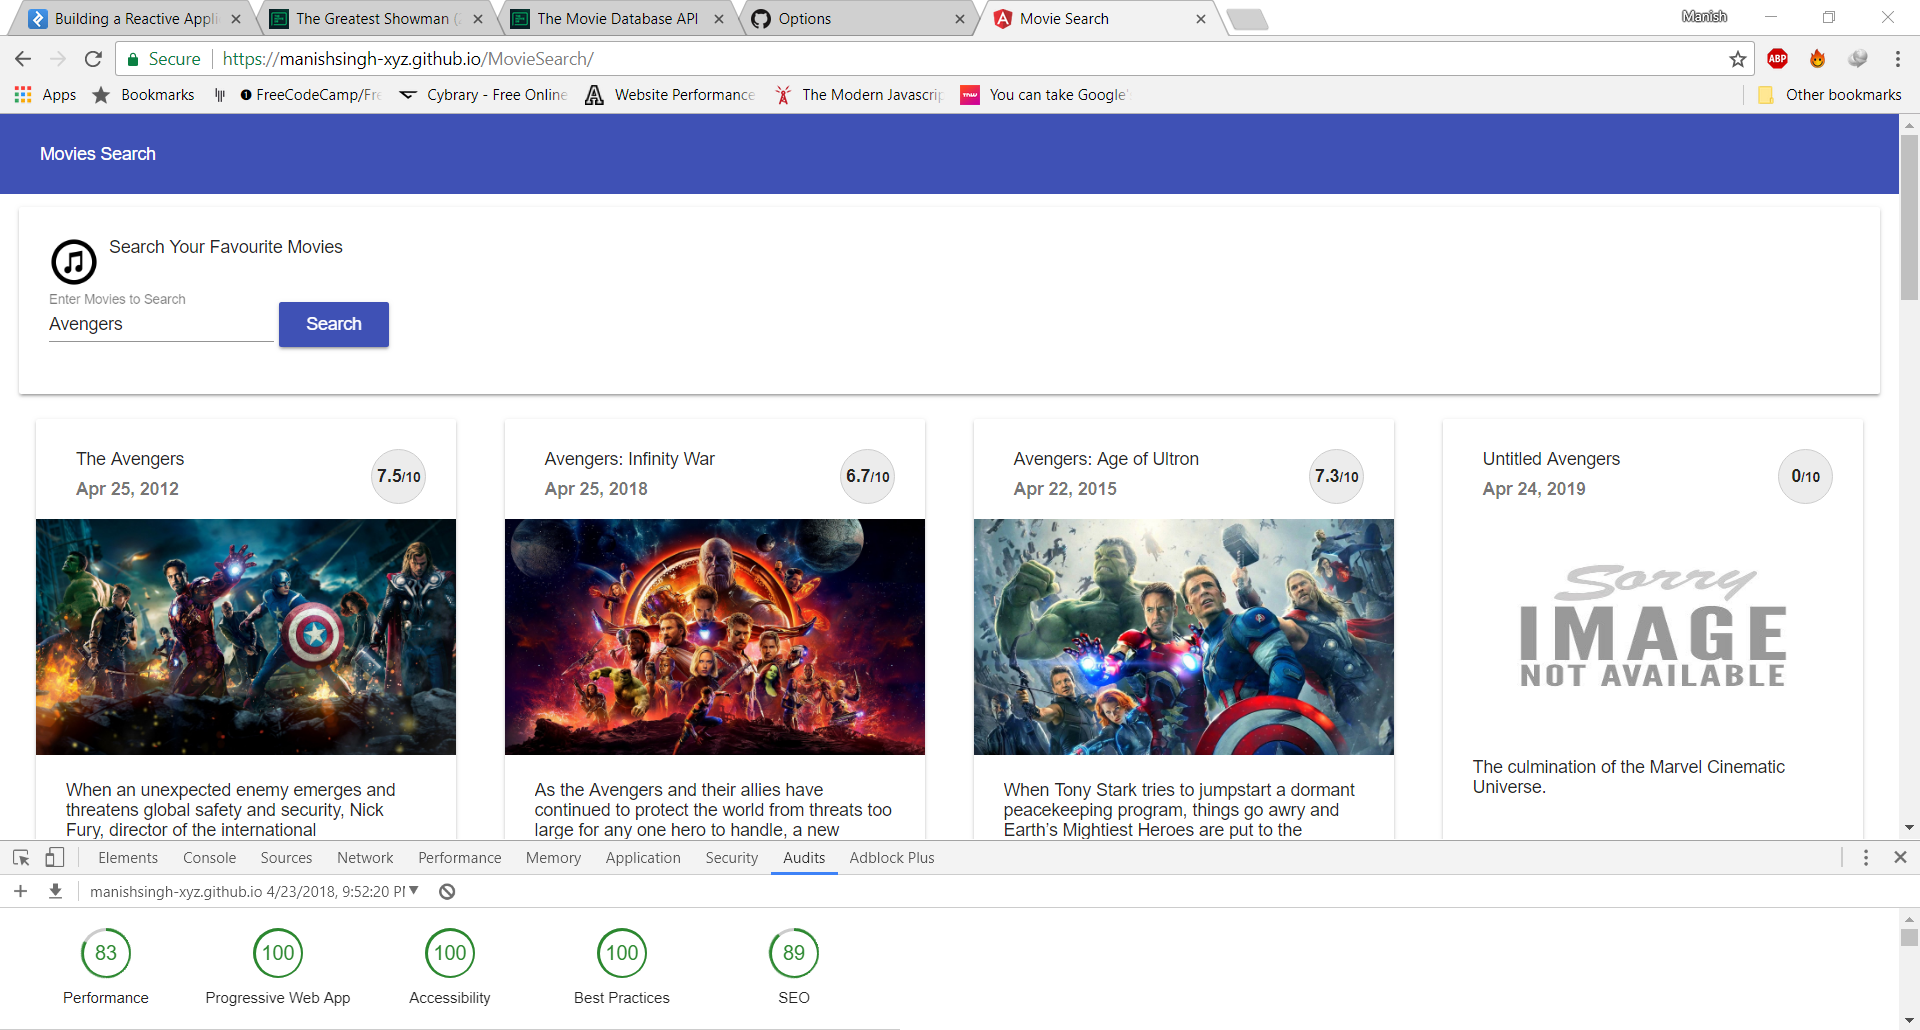 Building a Reactive Appli
The Greatest Showman (
The Movie Database API
Options
Movie Search
Manish
Secure https://manishsingh-xyz.github.io/MovieSearch/
ABP
Apps Bookmarks FreeCodeCamp/Fre Cybrary - Free Online Website Performance The Modern Javascrip You can take Google' Other bookmarks
Movies Search
Search Your Favourite Movies
Enter Movies to Search
Avengers
Search
The Avengers
Apr 25, 2012
7.5/10
When an unexpected enemy emerges and
threatens global safety and security, Nick
Fury, director of the international
Avengers: Infinity War
Apr 25, 2018
6.7/10
As the Avengers and their allies have
continued to protect the world from threats too
large for any one hero to handle, a new
Avengers: Age of Ultron
Apr 22, 2015
7.3/10
When Tony Stark tries to jumpstart a dormant
peacekeeping program, things go awry and
Earth's Mightiest Heroes are put to the
Untitled Avengers
Apr 24, 2019
0/10
Sorry
IMAGE
NOT AVAILABLE
The culmination of the Marvel Cinematic
Universe.
Elements Console Sources Network Performance Memory Application Security Audits Adblock Plus
manishsingh-xyz.github.io 4/23/2018, 9:52:20 PM
83 100 100 100 89
Performance Progressive Web App Accessibility Best Practices SEO